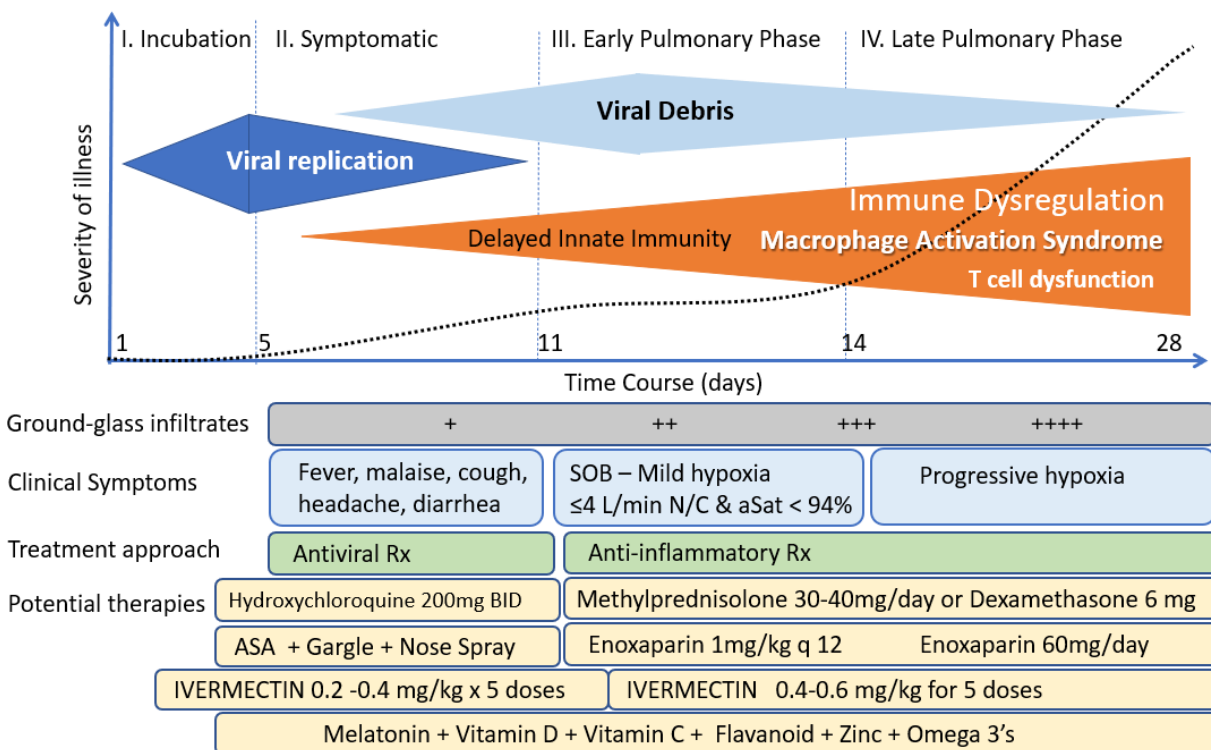 I. Incubation
II. Symptomatic
III. Early Pulmonary Phase
IV. Late Pulmonary Phase
Severity of illness
Viral Debris
Viral replication
Immune Dysregulation
Delayed Innate Immunity
Macrophage Activation Syndrome
T cell dysfunction
1 5 11 14 28
Time Course (days)
Ground-glass infiltrates
+ ++ +++ ++++
Clinical Symptoms
Fever, malaise, cough,
headache, diarrhea
SOB – Mild hypoxia
≤4 L/min N/C & aSat < 94%
Progressive hypoxia
Treatment approach
Antiviral Rx
Anti-inflammatory Rx
Potential therapies
Hydroxychloroquine 200mg BID
Methylprednisolone 30-40mg/day or Dexamethasone 6 mg
ASA + Gargle + Nose Spray
Enoxaparin 1mg/kg q 12
Enoxaparin 60mg/day
IVERMECTIN 0.2 -0.4 mg/kg x 5 doses
IVERMECTIN 0.4-0.6 mg/kg for 5 doses
Melatonin + Vitamin D + Vitamin C + Flavanoid + Zinc + Omega 3's